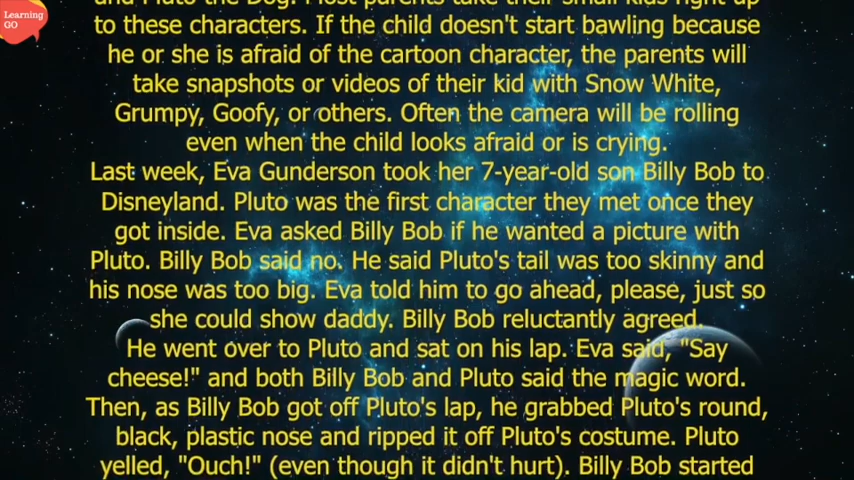 Learning
GO
and Pluto the Dog. Most parents take their small kids right up
to these characters. If the child doesn't start bawling because
he or she is afraid of the cartoon character, the parents will
take snapshots or videos of their kid with Snow White,
Grumpy, Goofy, or others. Often the camera will be rolling
even when the child looks afraid or is crying.
Last week, Eva Gunderson took her 7-year-old son Billy Bob to
Disneyland. Pluto was the first character they met once they
got inside. Eva asked Billy Bob if he wanted a picture with
Pluto. Billy Bob said no. He said Pluto's tail was too skinny and
his nose was too big. Eva told him to go ahead, please, just so
she could show daddy. Billy Bob reluctantly agreed.
He went over to Pluto and sat on his lap. Eva said, "Say
cheese!" and both Billy Bob and Pluto said the magic word.
Then, as Billy Bob got off Pluto's lap, he grabbed Pluto's round,
black, plastic nose and ripped it off Pluto's costume. Pluto
yelled, "Ouch!" (even though it didn't hurt). Billy Bob started